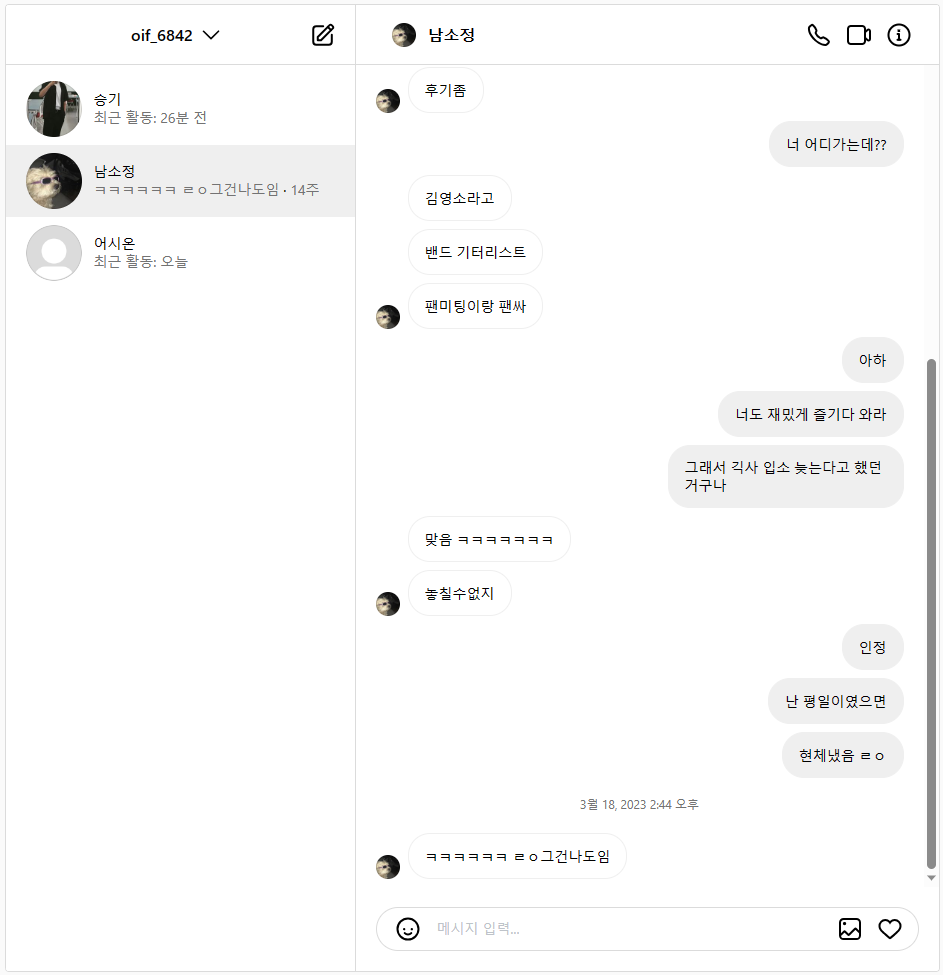 oif_6842
승기
최근 활동: 26분 전
남소정
ㅋㅋㅋㅋㅋㅋ ㄹㅇ그건나도임 · 14주
어시온
최근 활동: 오늘
남소정
후기좀
너 어디가는데??
김영소라고
밴드 기터리스트
팬미팅이랑 팬싸
아하
너도 재밌게 즐기다 와라
그래서 긱사 입소 늦는다고 했던
거구나
맞음 ㅋㅋㅋㅋㅋㅋㅋ
놓칠수없지
인정
난 평일이였으면
현체냈음 ㄹㅇ
3월 18, 2023 2:44 오후
ㅋㅋㅋㅋㅋㅋ ㄹㅇ그건나도임
메시지 입력...